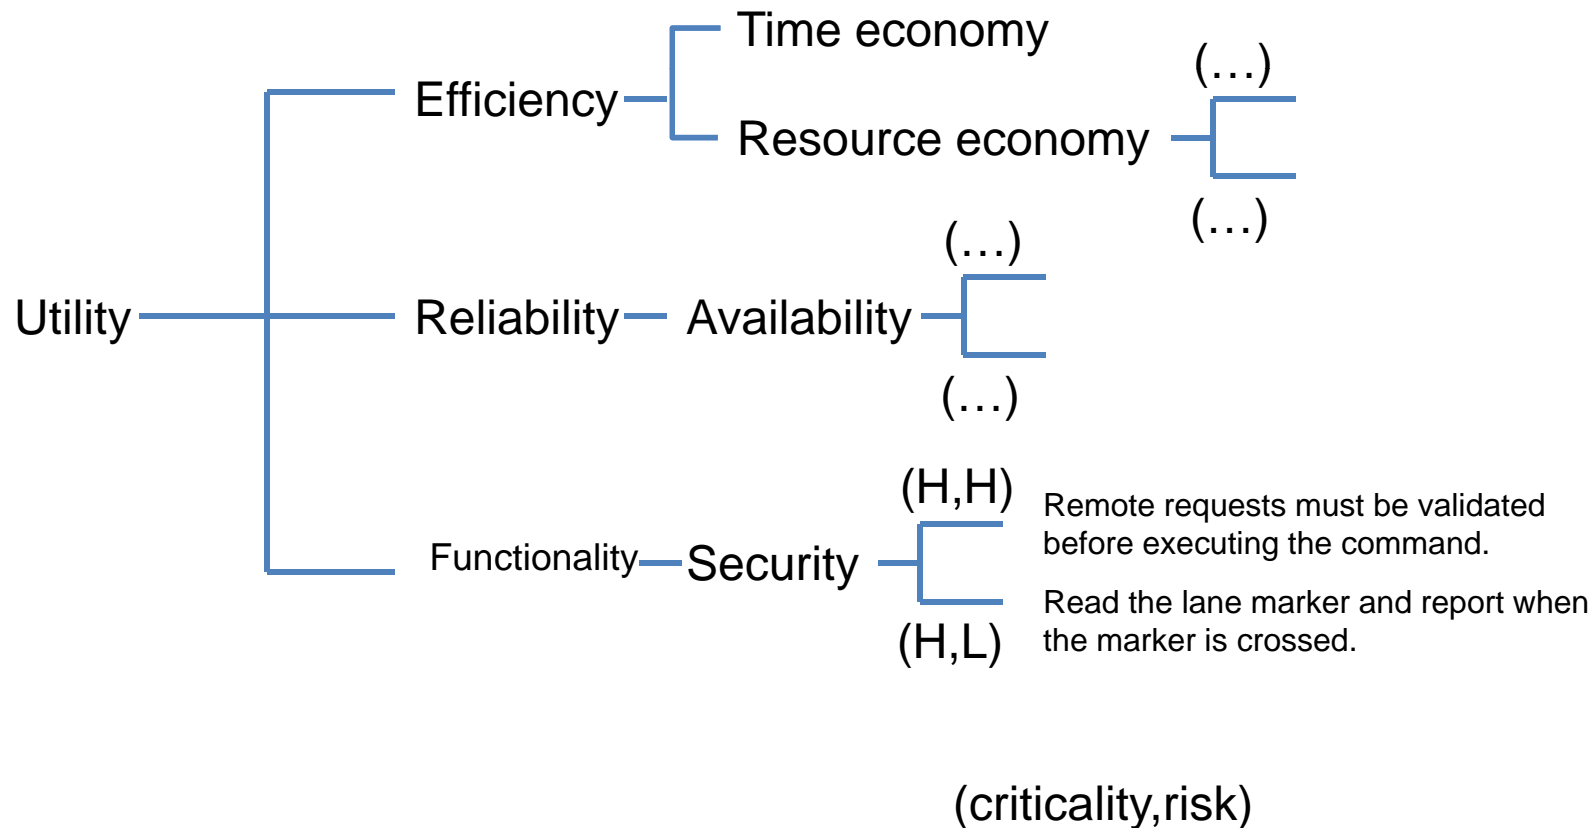 Time economy
(…)
Efficiency
Resource economy
(…)
(…)
Utility
Reliability
Availability
(…)
(H,H)
Remote requests must be validated
before executing the command.
Functionality
Security
Read the lane marker and report when
the marker is crossed.
(H,L)
(criticality,risk)